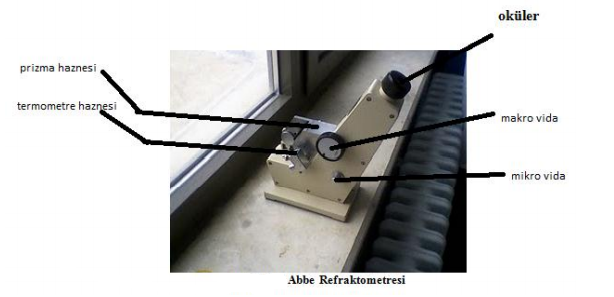 oküler
prizma haznesi
termometre haznesi
makro vida
mikro vida
Abbe Refraktometresi